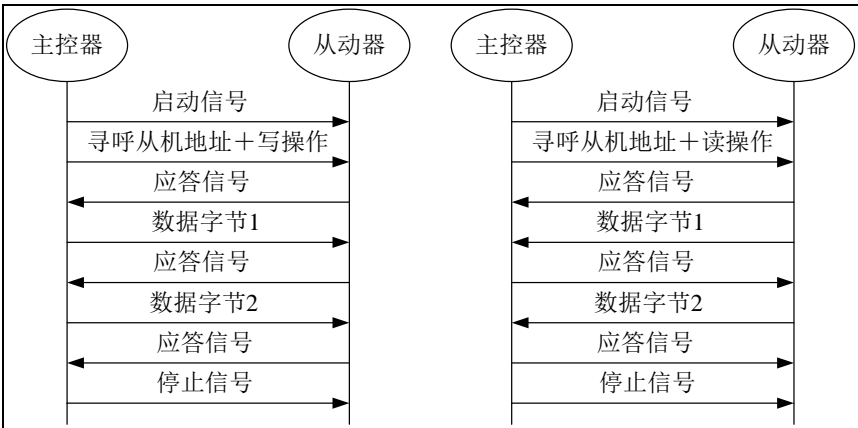 主控器
从动器
启动信号
寻呼从机地址＋写操作
应答信号
数据字节1
应答信号
数据字节2
应答信号
停止信号
主控器
从动器
启动信号
寻呼从机地址＋读操作
应答信号
数据字节1
应答信号
数据字节2
应答信号
停止信号